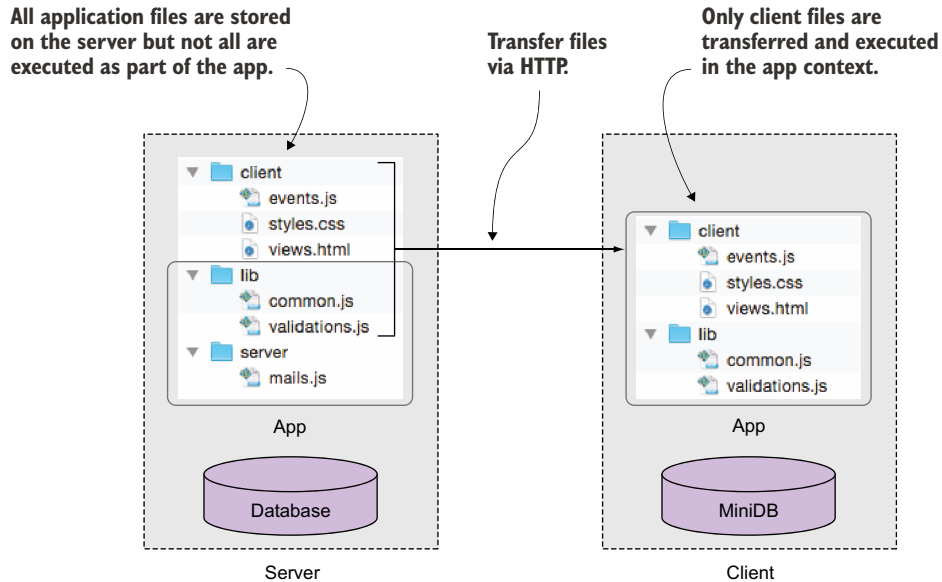 All application files are stored
on the server but not all are
executed as part of the app.
Transfer files
via HTTP.
Only client files are
transferred and executed
in the app context.
client
events.js
styles.css
views.html
lib
common.js
validations.js
server
mails.js
App
Database
Server
client
events.js
styles.css
views.html
lib
common.js
validations.js
App
MiniDB
Client